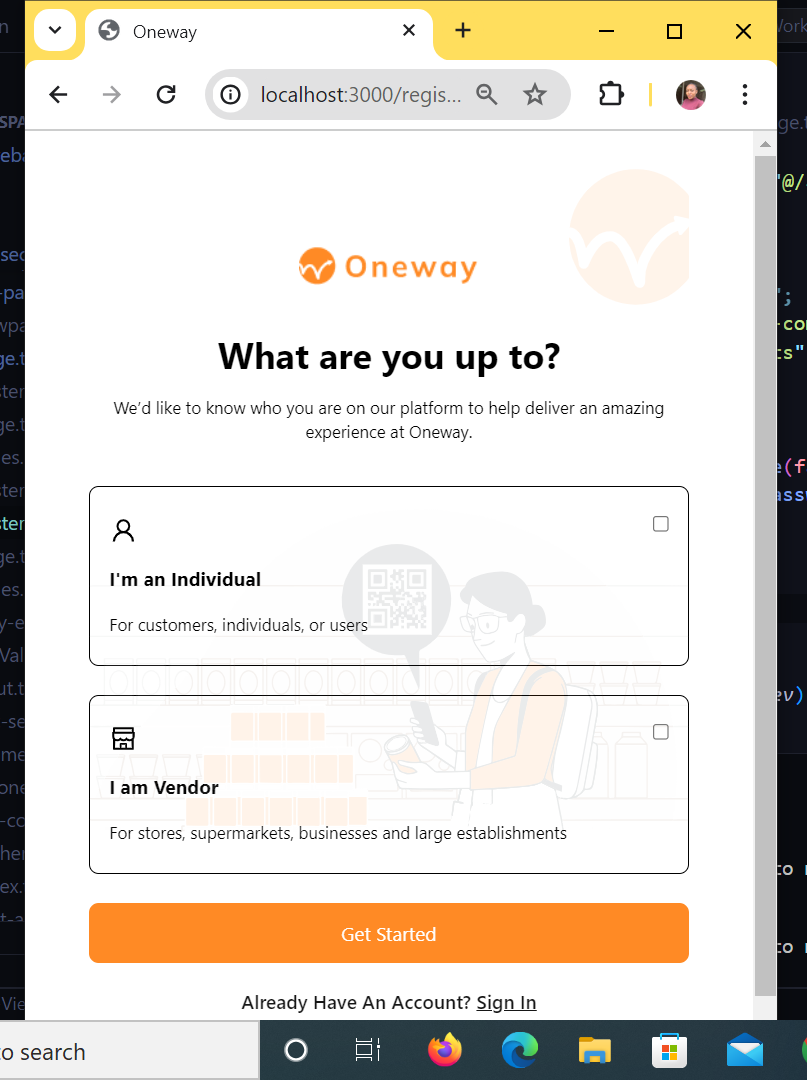 Oneway
localhost:3000/regis...
Oneway
What are you up to?
We'd like to know who you are on our platform to help deliver an amazing
experience at Oneway.
I'm an Individual
For customers, individuals, or users
I am Vendor
For stores, supermarkets, businesses and large establishments
Get Started
Already Have An Account? Sign In
to search